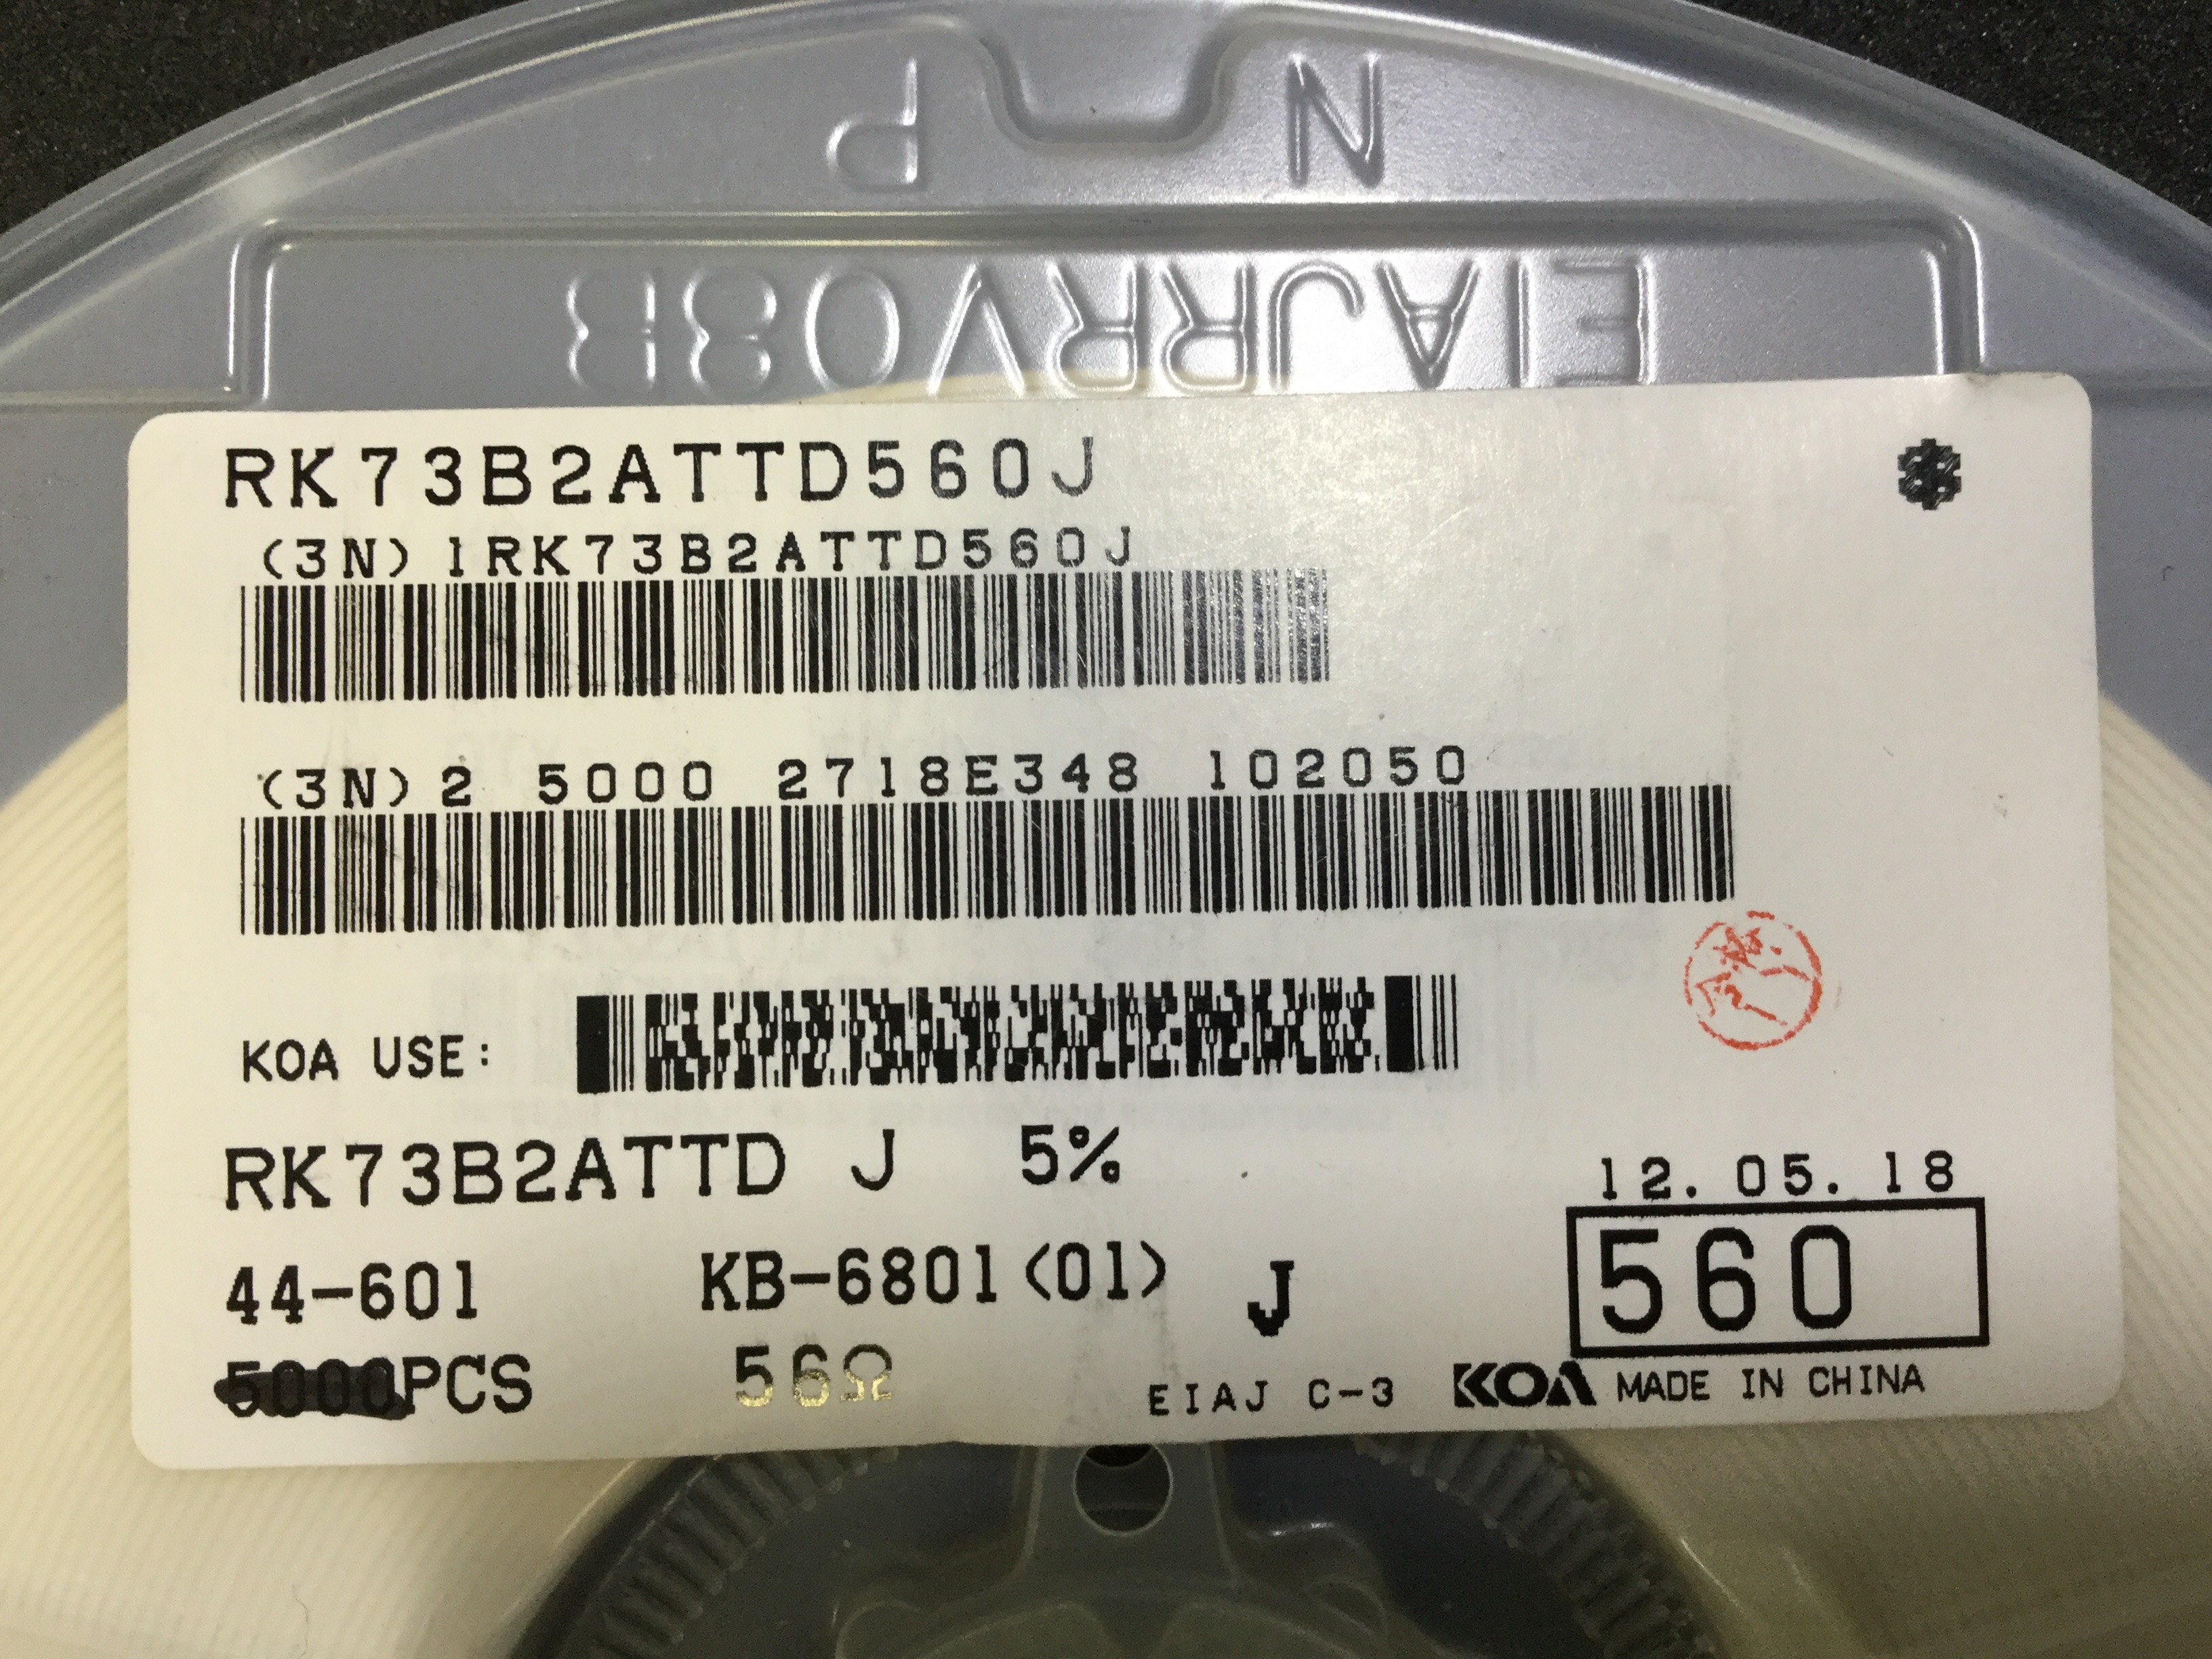 P N
EIAJRRV08B
RK73B2ATTD560J
(3N)1RK73B2ATTD560J
(3N)2 5000 2718E348 102050
KOA USE:
RK73B2ATTD J 5%
12.05.18
44-601 KB-6801(01) J 560
5000PCS 56Ω EIAJ C-3 KOA MADE IN CHINA